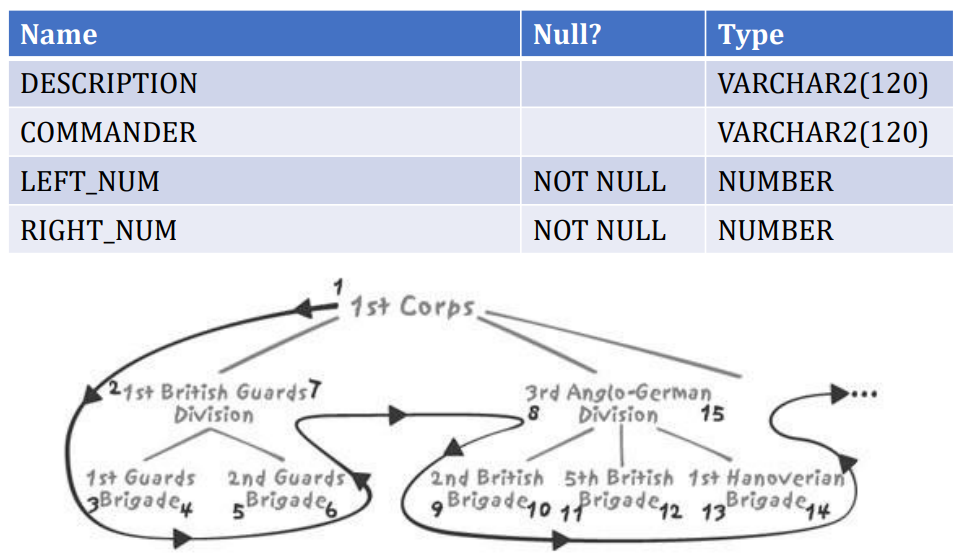 Name Null? Type
DESCRIPTION VARCHAR2(120)
COMMANDER VARCHAR2(120)
LEFT_NUM NOT NULL NUMBER
RIGHT_NUM NOT NULL NUMBER
1
1st Corps
2 1st British Guards 7
Division
3rd Anglo-German
8 Division 15
...
1st Guards
3 Brigade 4
2nd Guards
5 Brigade 6
2nd British
9 Brigade 10
5th British
11 Brigade 12
1st Hanoverian
13 Brigade 14